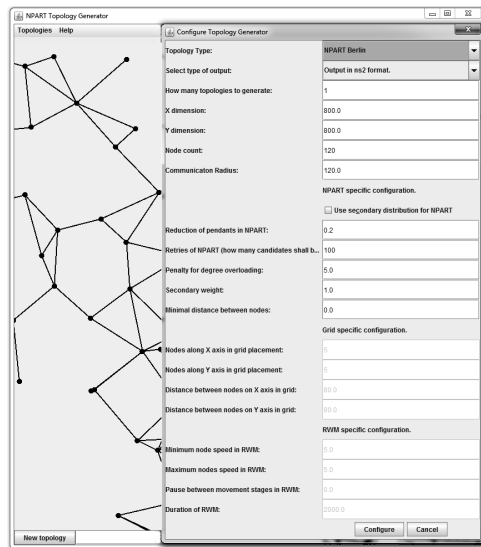 NPART Topology Generator
Topologies Help
Configure Topology Generator
Topology Type: NPART Berlin
Select type of output: Output in ns2 format.
How many topologies to generate: 1
X dimension: 800.0
Y dimension: 800.0
Node count: 120
Communicaton Radius: 120.0
NPART specific configuration.
Use secondary distribution for NPART
Reduction of pendants in NPART: 0.2
Retries of NPART (how many candidates shall b... 100
Penalty for degree overloading: 5.0
Secondary weight: 1.0
Minimal distance between nodes: 0.0
Grid specific configuration.
Nodes along X axis in grid placement: 5
Nodes along Y axis in grid placement: 5
Distance between nodes on X axis in grid: 80.0
Distance between nodes on Y axis in grid: 80.0
RWM specific configuration.
Minimum node speed in RWM: 5.0
Maximum nodes speed in RWM: 5.0
Pause between movement stages in RWM: 0.0
Duration of RWM: 2000.0
Configure Cancel
New topology